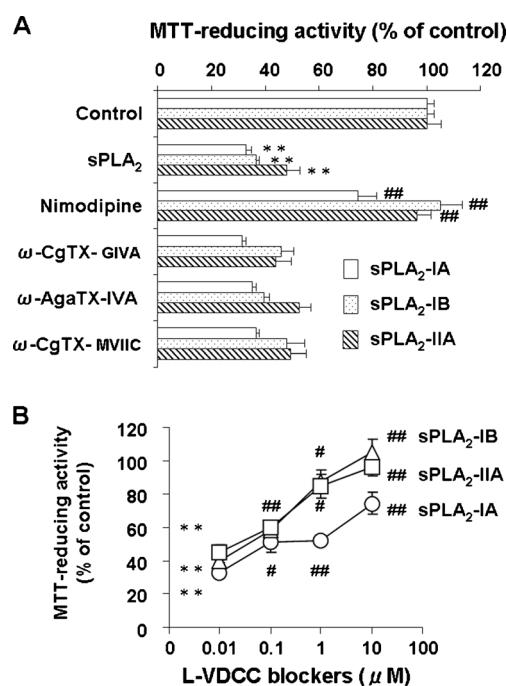 A
MTT-reducing activity (% of control)
0 20 40 60 80 100 120
Control
sPLA₂
* *
* *
* *
Nimodipine
##
##
##
ω-CgTX- GIVA
ω-AgaTX-IVA
ω-CgTX- MVIIC
sPLA₂-IA
sPLA₂-IB
sPLA₂-IIA
B
MTT-reducing activity
(% of control)
120
100
80
60
40
20
0
* *
* *
* *
##
#
#
#
##
## sPLA₂-IB
## sPLA₂-IIA
## sPLA₂-IA
0 0.01 0.1 1 10 100
L-VDCC blockers ( μ M)